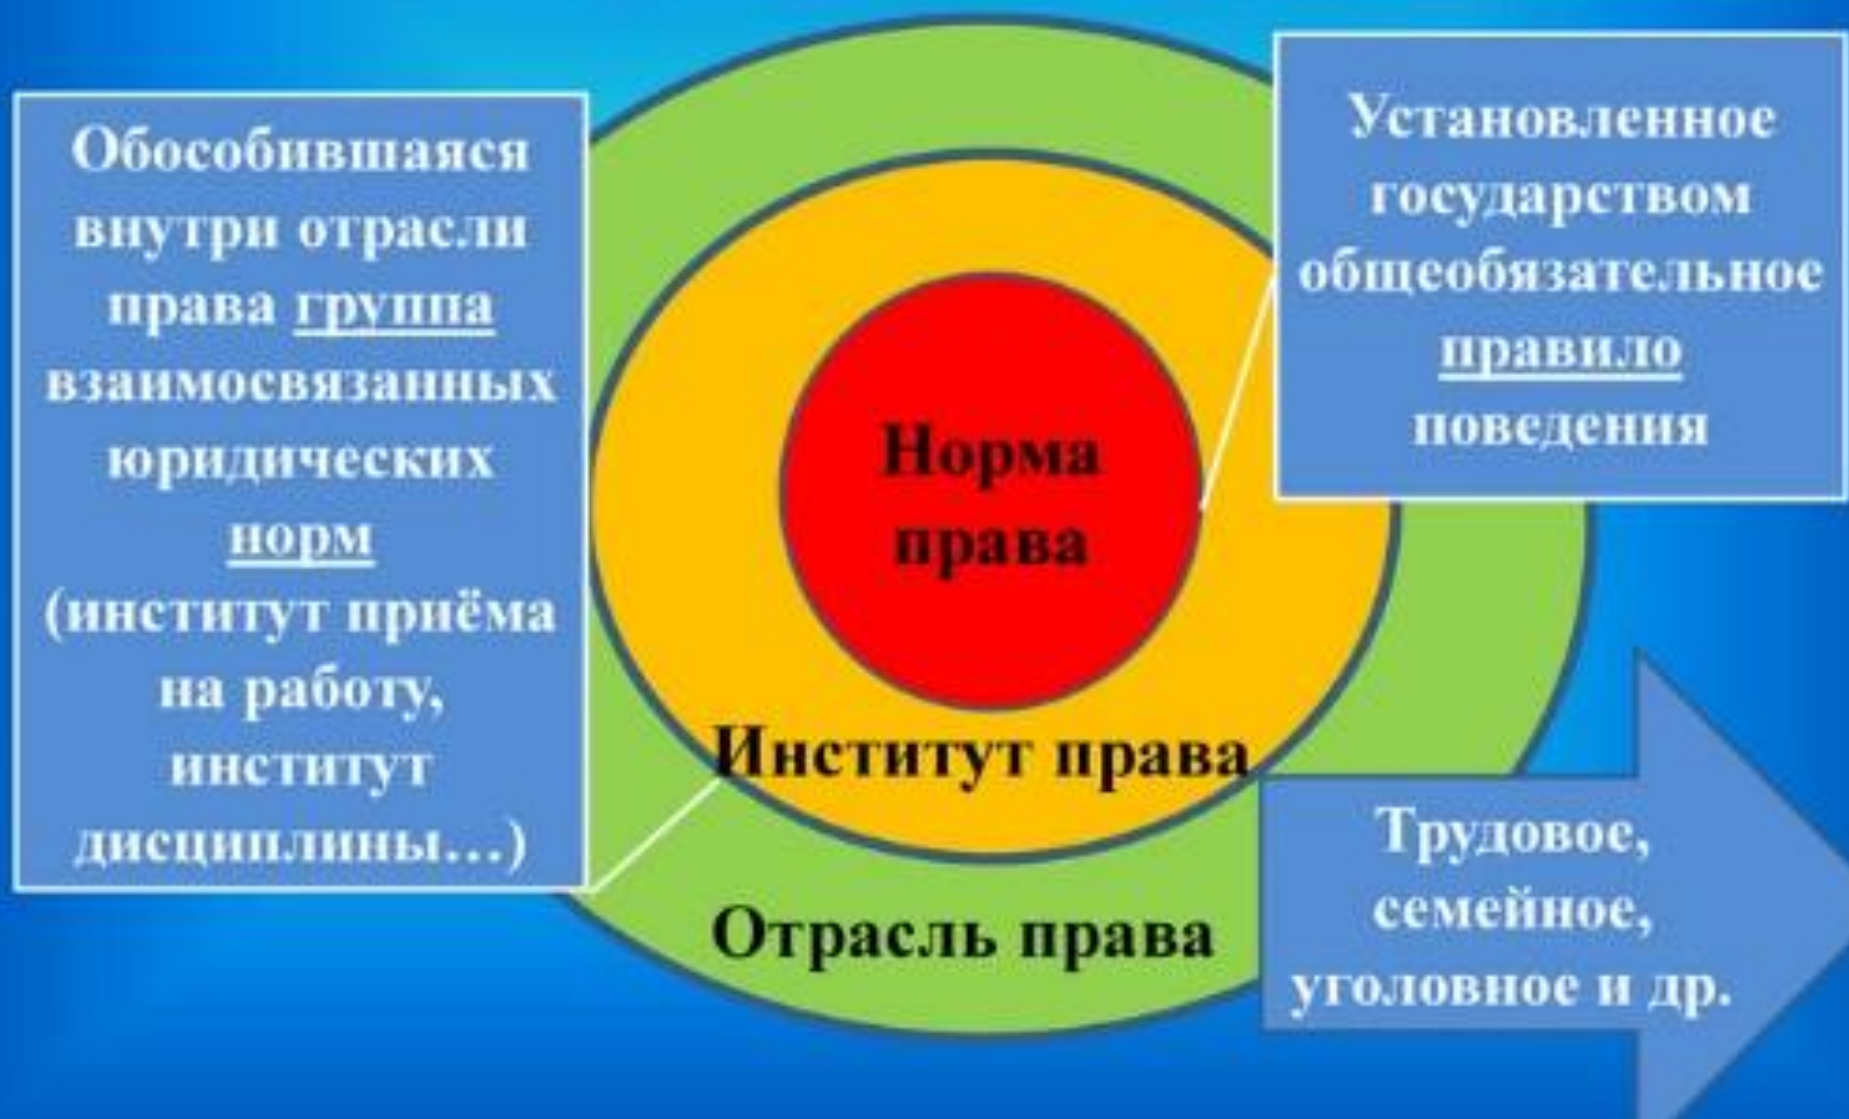 Обособившаяся
внутри отрасли
права группа
взаимосвязанных
юридических
норм
(институт приёма
на работу,
институт
дисциплины…)
Установленное
государством
общеобязательное
правило
поведения
Норма
права
Институт права
Отрасль права
Трудовое,
семейное,
уголовное и др.